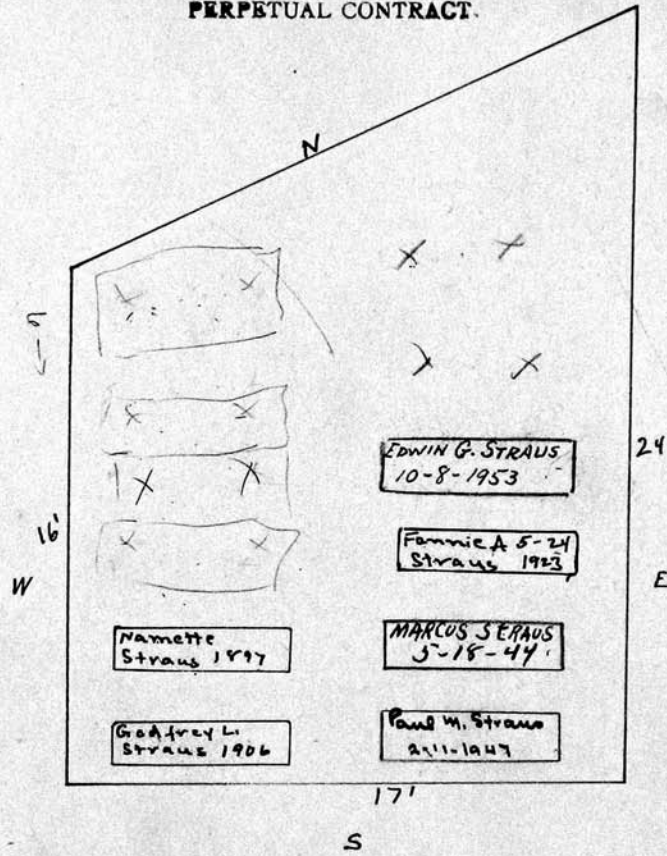 PERPETUAL CONTRACT.
N
EDWIN G. STRAUS
10-8-1953
24
16'
Fannie A 5-24
Straus 1923
W
E
Nannette
Straus 1897
MARCUS STRAUS
5-18-44
Godfrey L.
Straus 1906
Paul M. Straus
2-11-1947
17'
S